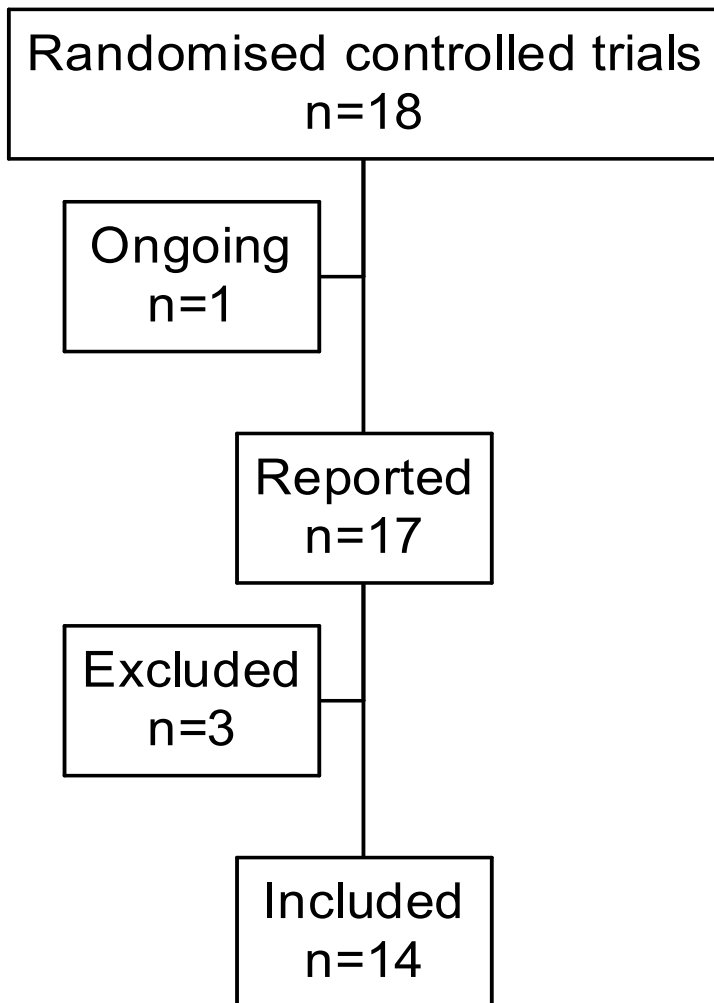 Randomised controlled trials
n=18
Ongoing
n=1
Reported
n=17
Excluded
n=3
Included
n=14